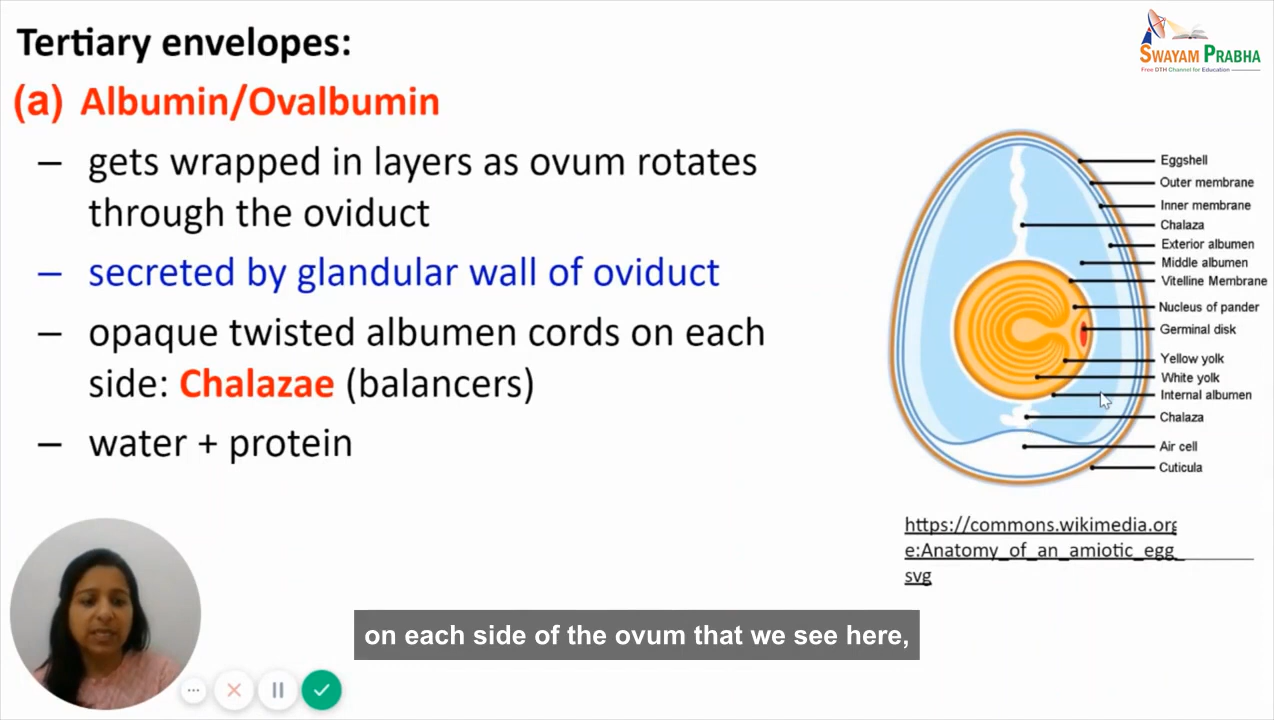 Tertiary envelopes:
SWAYAM PRABHA
Free DTH Channel for Education
(a) Albumin/Ovalbumin
– gets wrapped in layers as ovum rotates
through the oviduct
– secreted by glandular wall of oviduct
– opaque twisted albumen cords on each
side: Chalazae (balancers)
– water + protein
Eggshell
Outer membrane
Inner membrane
Chalaza
Exterior albumen
Middle albumen
Vitelline Membrane
Nucleus of pander
Germinal disk
Yellow yolk
White yolk
Internal albumen
Chalaza
Air cell
Cuticula
https://commons.wikimedia.org
e:Anatomy_of_an_amiotic_egg_
svg
on each side of the ovum that we see here,